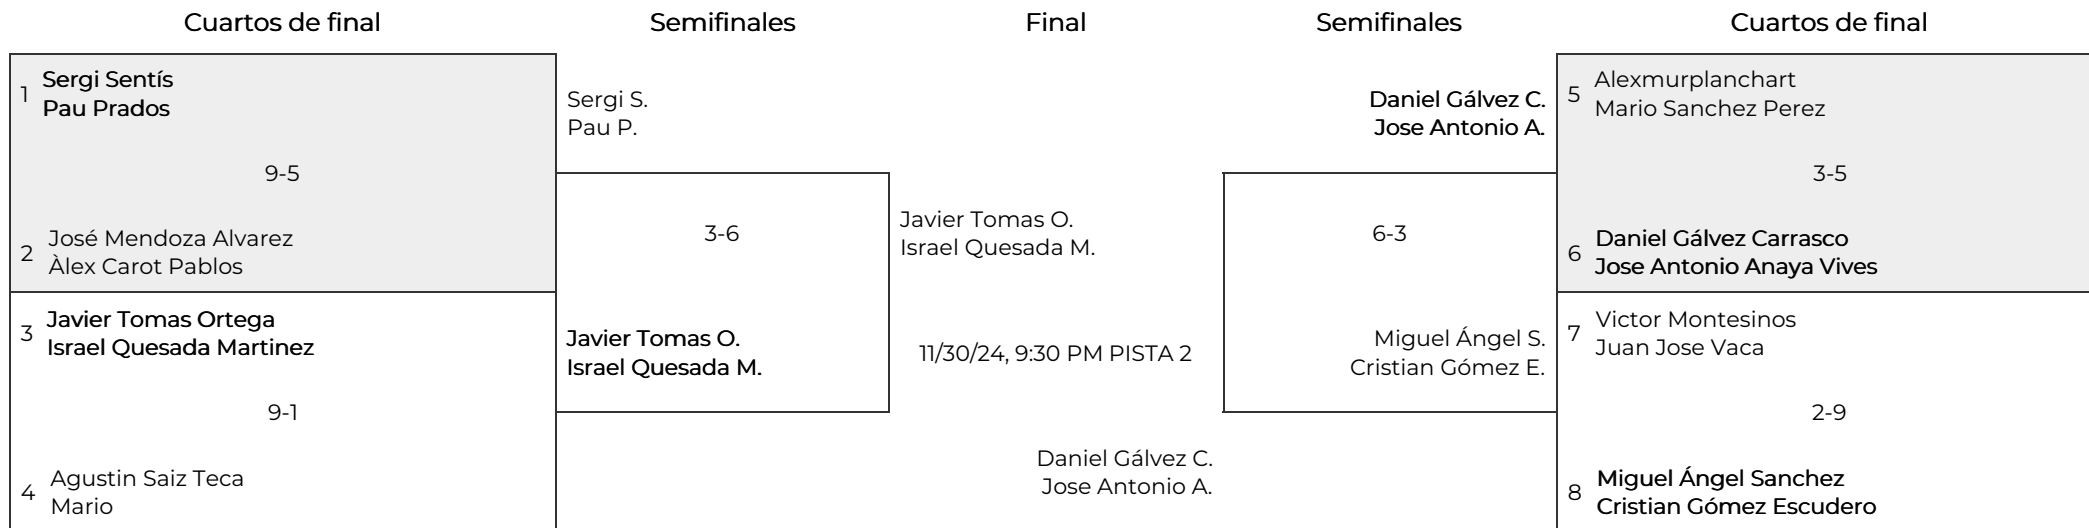 Cuartos de final
Semifinales
Final
Semifinales
Cuartos de final
1
Sergi Sentís
Pau Prados
9-5
2
José Mendoza Alvarez
Àlex Carot Pablos
3
Javier Tomas Ortega
Israel Quesada Martinez
9-1
4
Agustin Saiz Teca
Mario
Sergi S.
Pau P.
3-6
Javier Tomas O.
Israel Quesada M.
Javier Tomas O.
Israel Quesada M.
11/30/24, 9:30 PM PISTA 2
Daniel Gálvez C.
Jose Antonio A.
Daniel Gálvez C.
Jose Antonio A.
6-3
Miguel Ángel S.
Cristian Gómez E.
5
Alexmurplanchart
Mario Sanchez Perez
3-5
6
Daniel Gálvez Carrasco
Jose Antonio Anaya Vives
7
Victor Montesinos
Juan Jose Vaca
2-9
8
Miguel Ángel Sanchez
Cristian Gómez Escudero